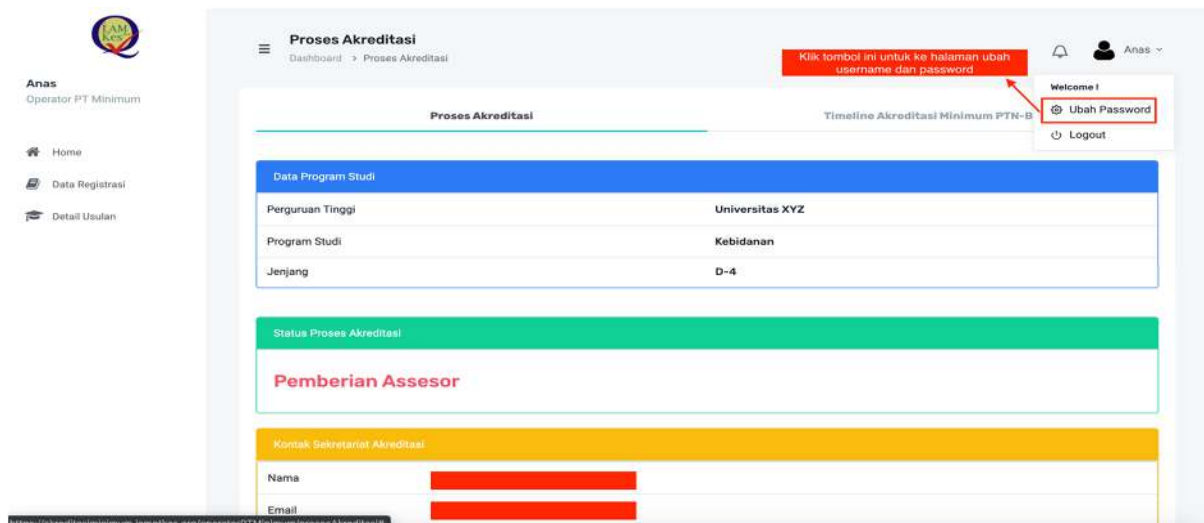 LAM
Kes
Anas
Operator PT Minimum
Home
Data Registrasi
Detail Usulan
Proses Akreditasi
Dashboard > Proses Akreditasi
Klik tombol ini untuk ke halaman ubah
username dan password
Anas
Welcome !
Ubah Password
Logout
Proses Akreditasi
Timeline Akreditasi Minimum PTN-B
Data Program Studi
Perguruan Tinggi Universitas XYZ
Program Studi Kebidanan
Jenjang D-4
Status Proses Akreditasi
Pemberian Assesor
Kontak Sekretariat Akreditasi
Nama
Email